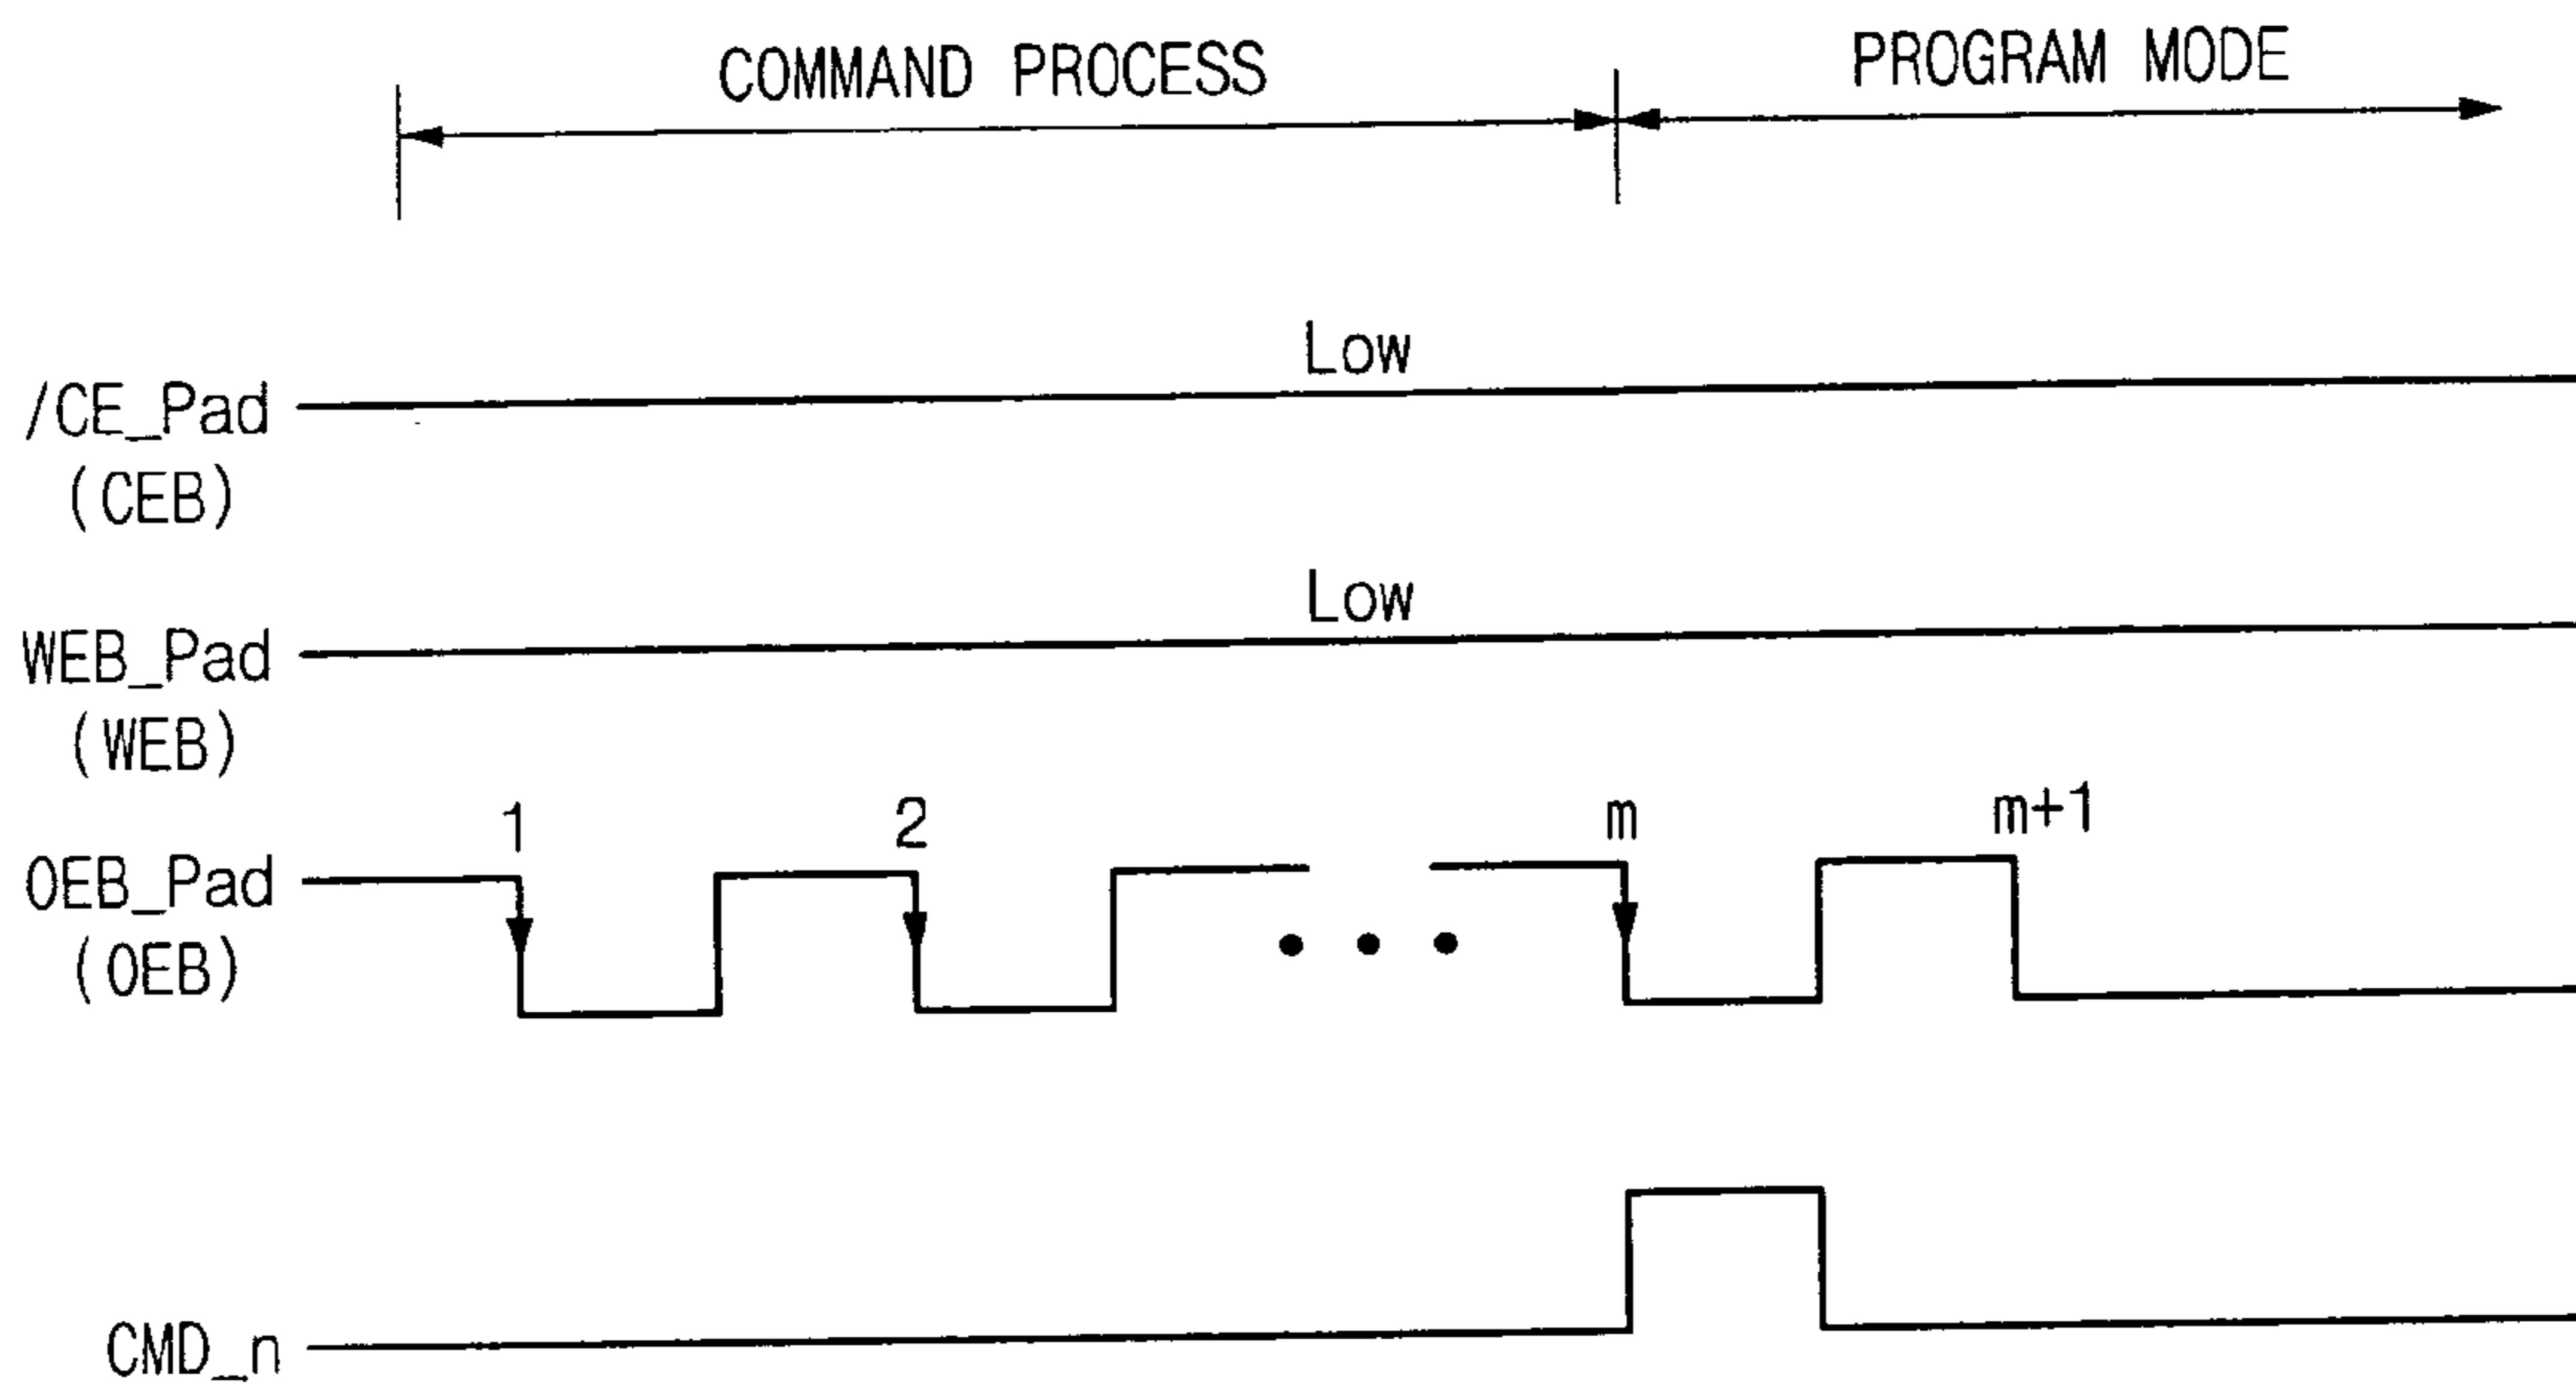 COMMAND PROCESS
PROGRAM MODE
Low
/CE_Pad
(CEB)
Low
WEB_Pad
(WEB)
1
2
m
m+1
OEB_Pad
(OEB)
CMD_n